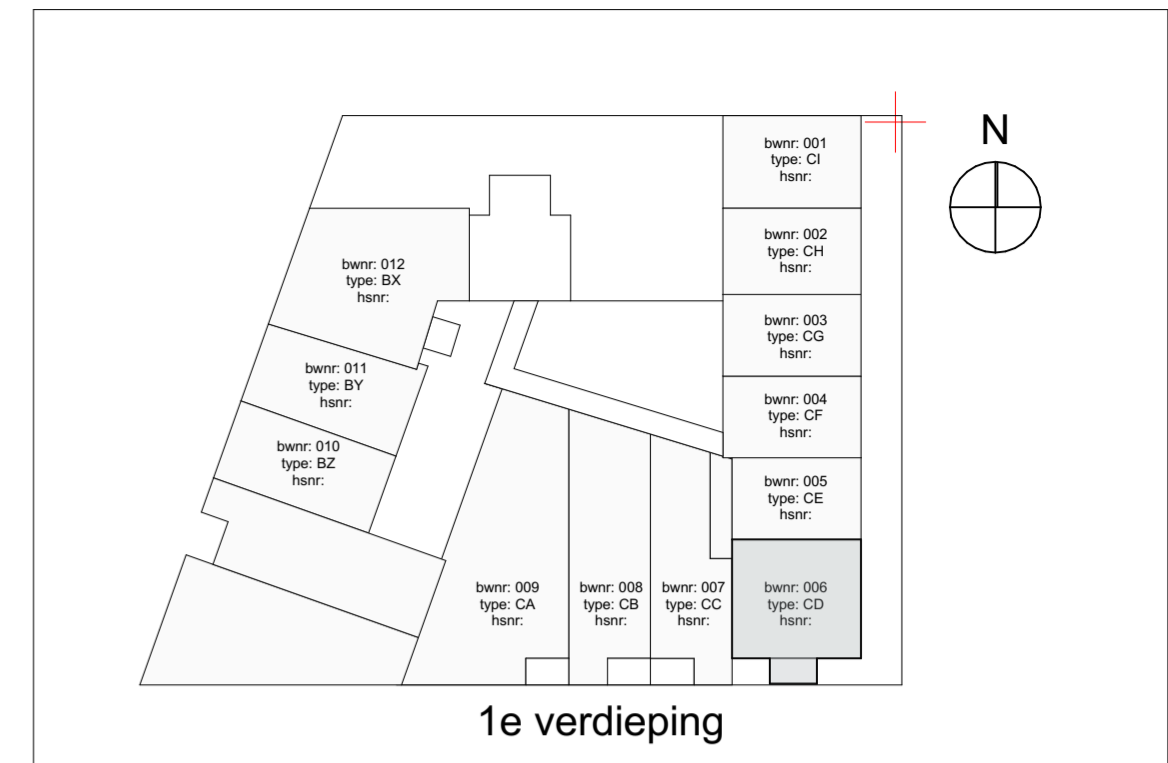 bwnr: 001
type: CI
hsnr:
N
bwnr: 002
type: CH
hsnr:
bwnr: 012
type: BX
hsnr:
bwnr: 003
type: CG
hsnr:
bwnr: 011
type: BY
hsnr:
bwnr: 004
type: CF
hsnr:
bwnr: 010
type: BZ
hsnr:
bwnr: 005
type: CE
hsnr:
bwnr: 009
type: CA
hsnr:
bwnr: 008
type: CB
hsnr:
bwnr: 007
type: CC
hsnr:
bwnr: 006
type: CD
hsnr:
1e verdieping